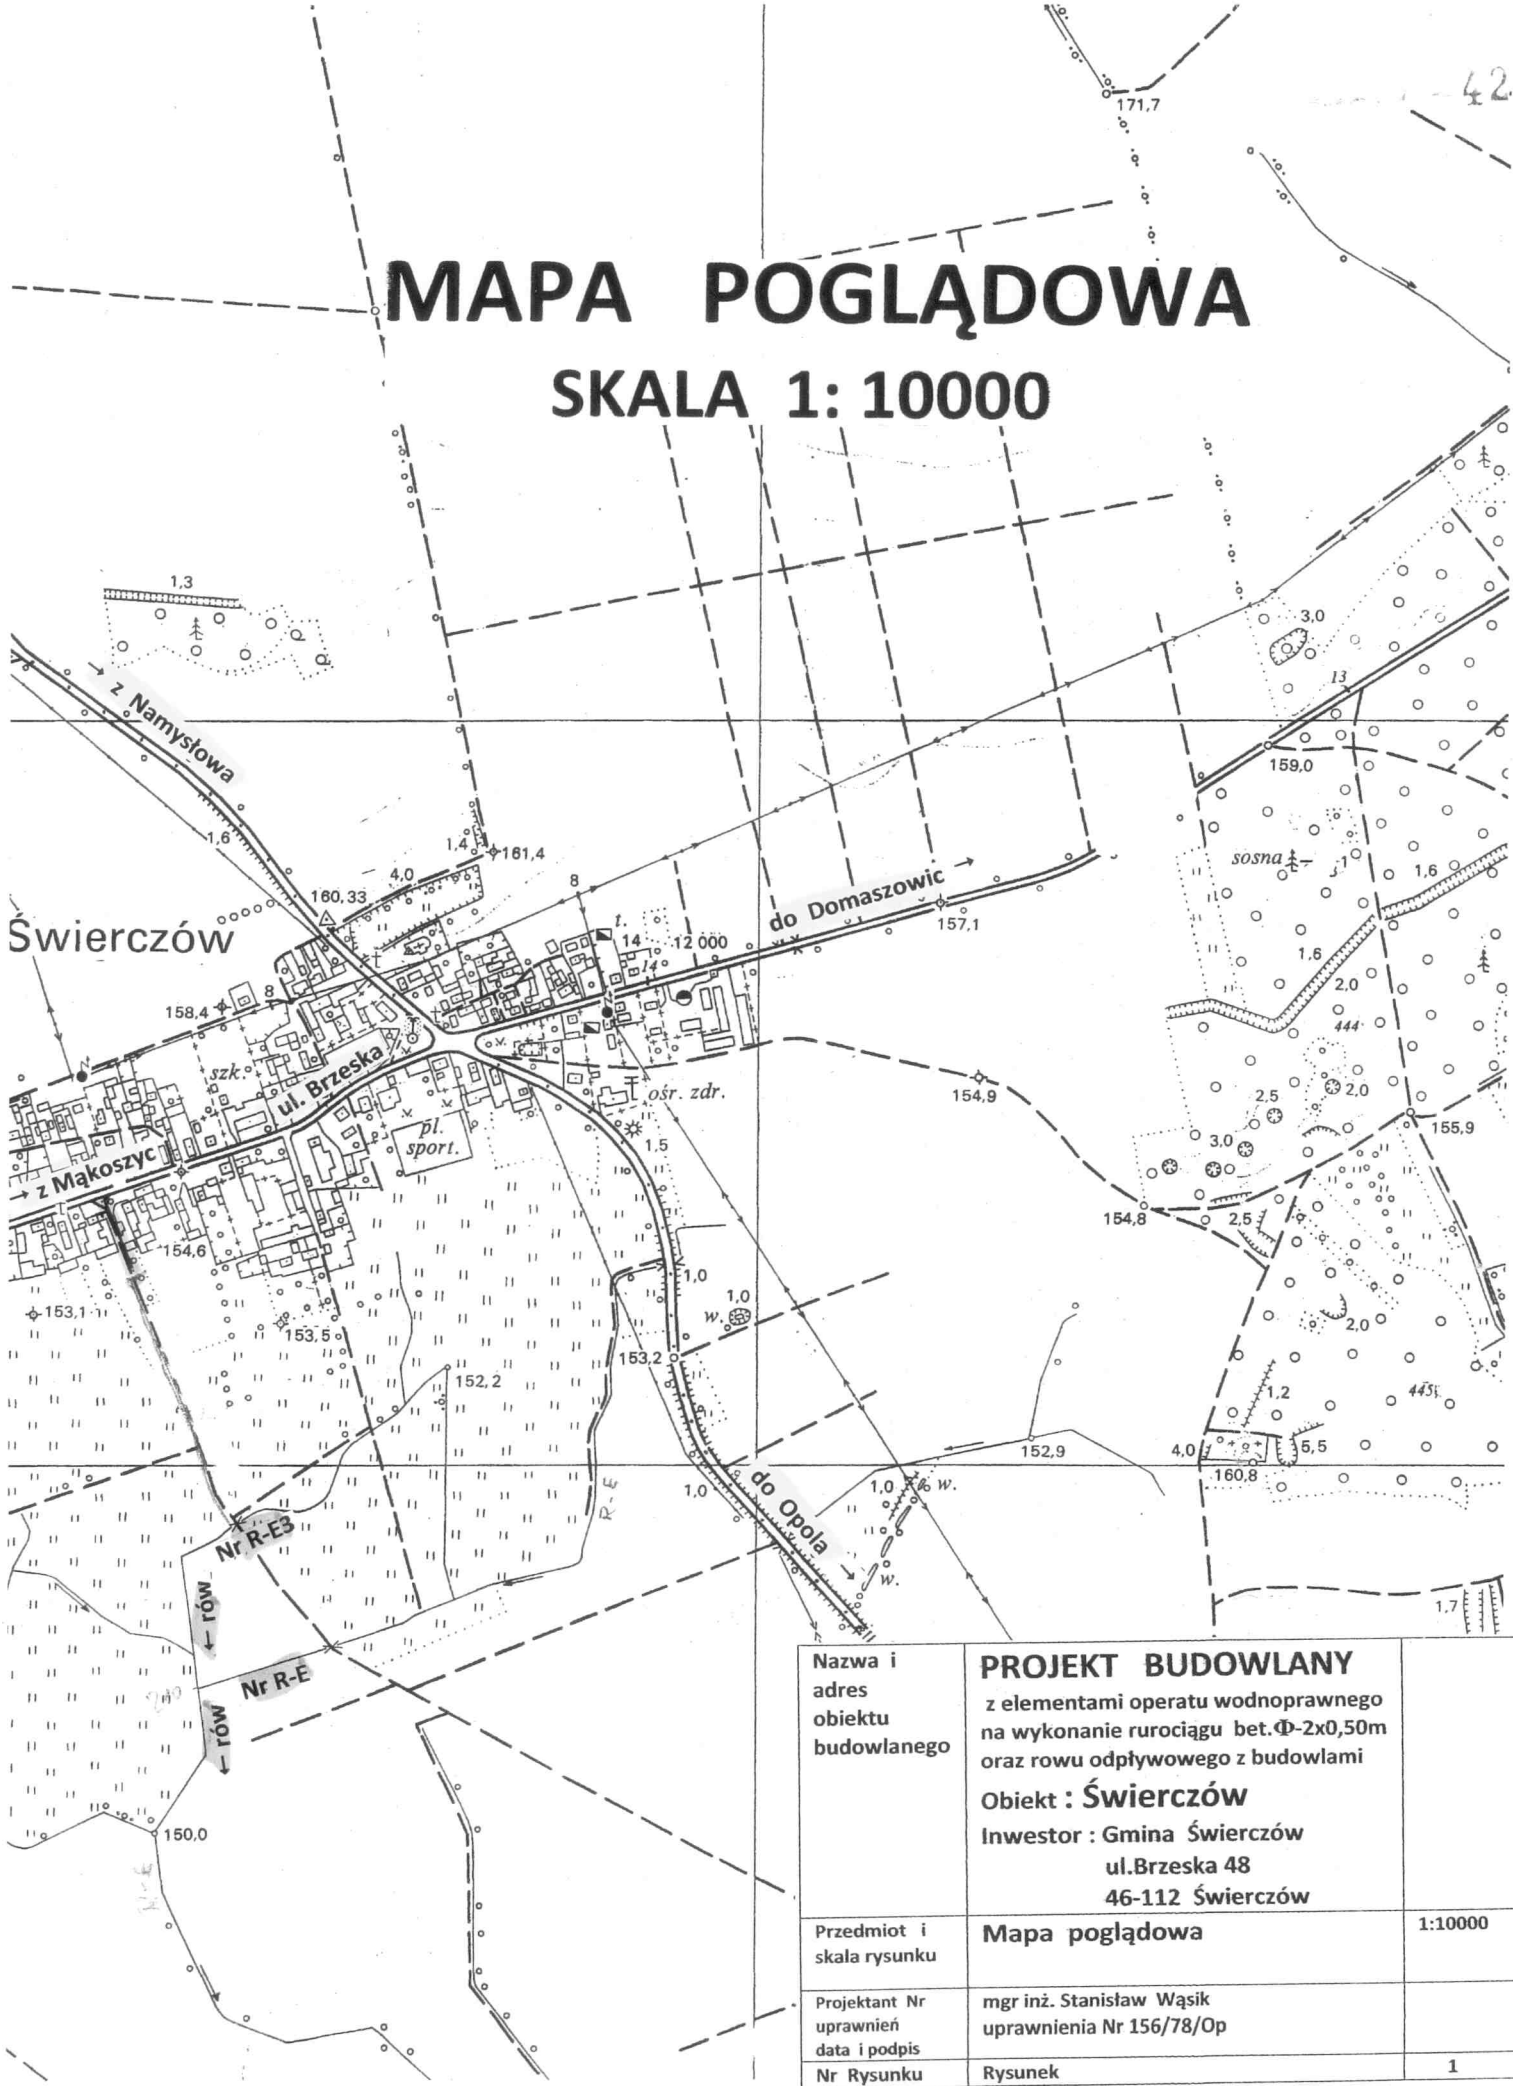 42
171,7
MAPA POGLĄDOWA
SKALA 1: 10000
1,3
3,0
13
→ z Namysłowa
159,0
1,6
1,4
161,4
sosna
1,6
4,0
8
160,33
do Domaszowic →
Świerczów
t.
14
12 000
157,1
14
1,6
2,0
8
158,4
444
szk.
ul. Brzeska
ośr. zdr.
154,9
2,5
2,0
pl.
sport.
1,5
3,0
155,9
→ z Mąkoszyc
154,6
154,8
2,5
1,0
153,1
153,5
1,0
w.
2,0
153,2
152,2
1,2
445
152,9
4,0
5,5
160,8
1,0
do Opola →
1,0
w.
R-E
Nr R-E3
w.
← rów
1,7
Nr R-E
← rów
150,0
R-E
Nazwa i
adres
obiektu
budowlanego
PROJEKT BUDOWLANY
z elementami operatu wodnoprawnego
na wykonanie rurociągu bet.Φ-2x0,50m
oraz rowu odpływowego z budowlami
Obiekt : Świerczów
Inwestor : Gmina Świerczów
ul.Brzeska 48
46-112 Świerczów
Przedmiot i
skala rysunku
Mapa poglądowa
1:10000
Projektant Nr
uprawnień
data i podpis
mgr inż. Stanisław Wąsik
uprawnienia Nr 156/78/Op
Nr Rysunku
Rysunek
1